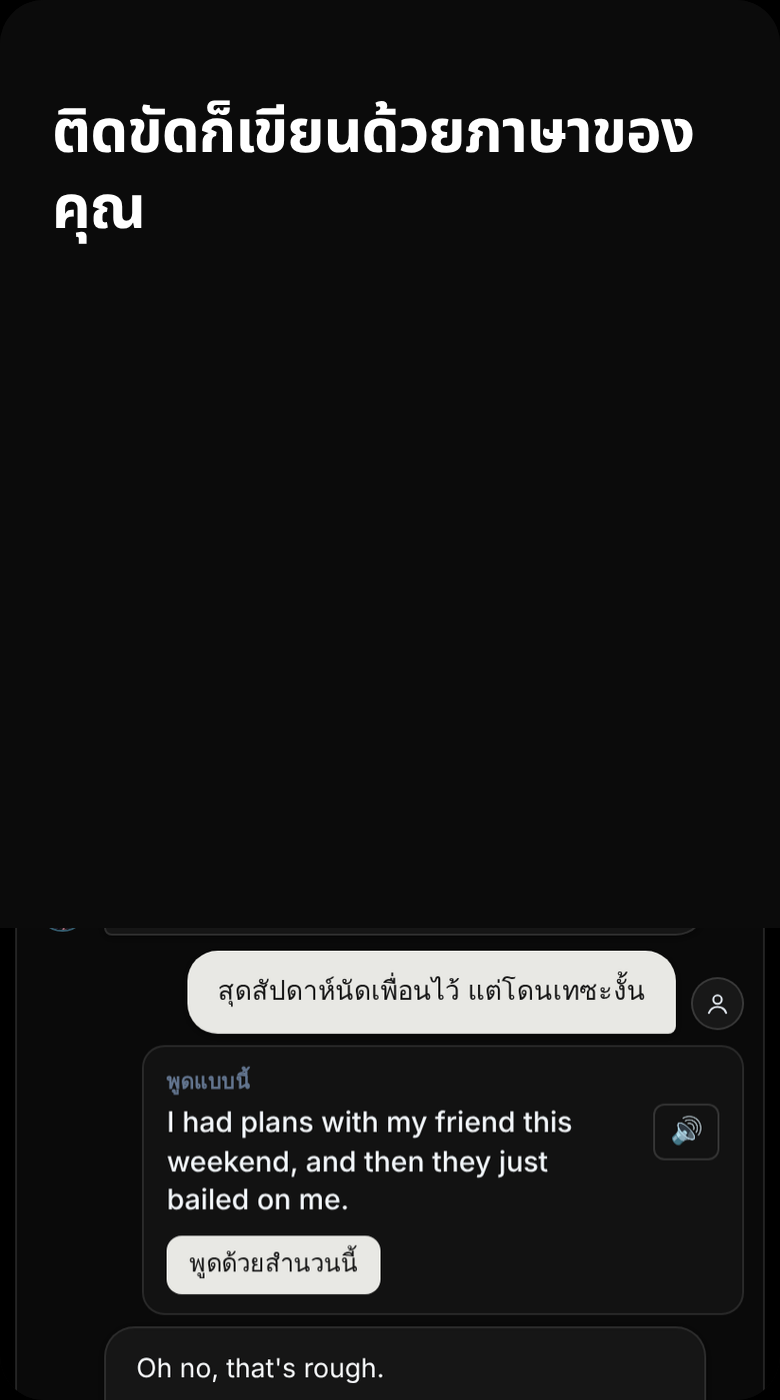 ติดขัดก็เขียนด้วยภาษาของ
คุณ
สุดสัปดาห์นัดเพื่อนไว้ แต่โดนเทซะงั้น
พูดแบบนี้
I had plans with my friend this
weekend, and then they just
bailed on me.
พูดด้วยสำนวนนี้
Oh no, that's rough.